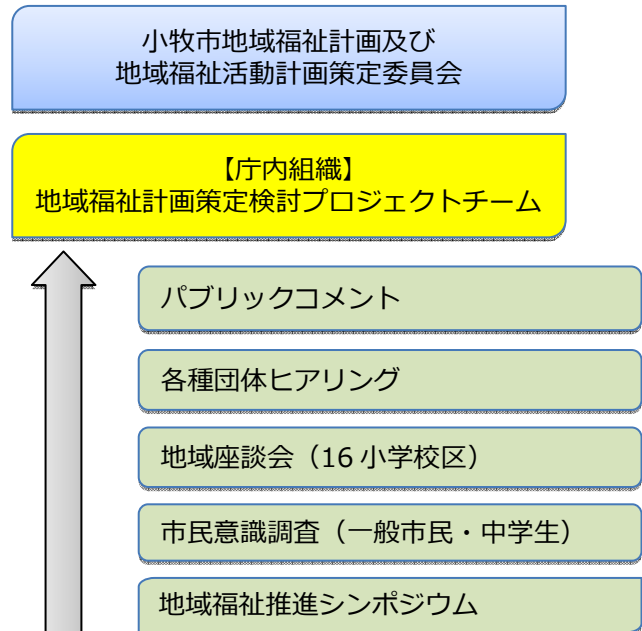 小牧市地域福祉計画及び
地域福祉活動計画策定委員会
【庁内組織】
地域福祉計画策定検討プロジェクトチーム
パブリックコメント
各種団体ヒアリング
地域座談会（16 小学校区）
市民意識調査（一般市民・中学生）
地域福祉推進シンポジウム